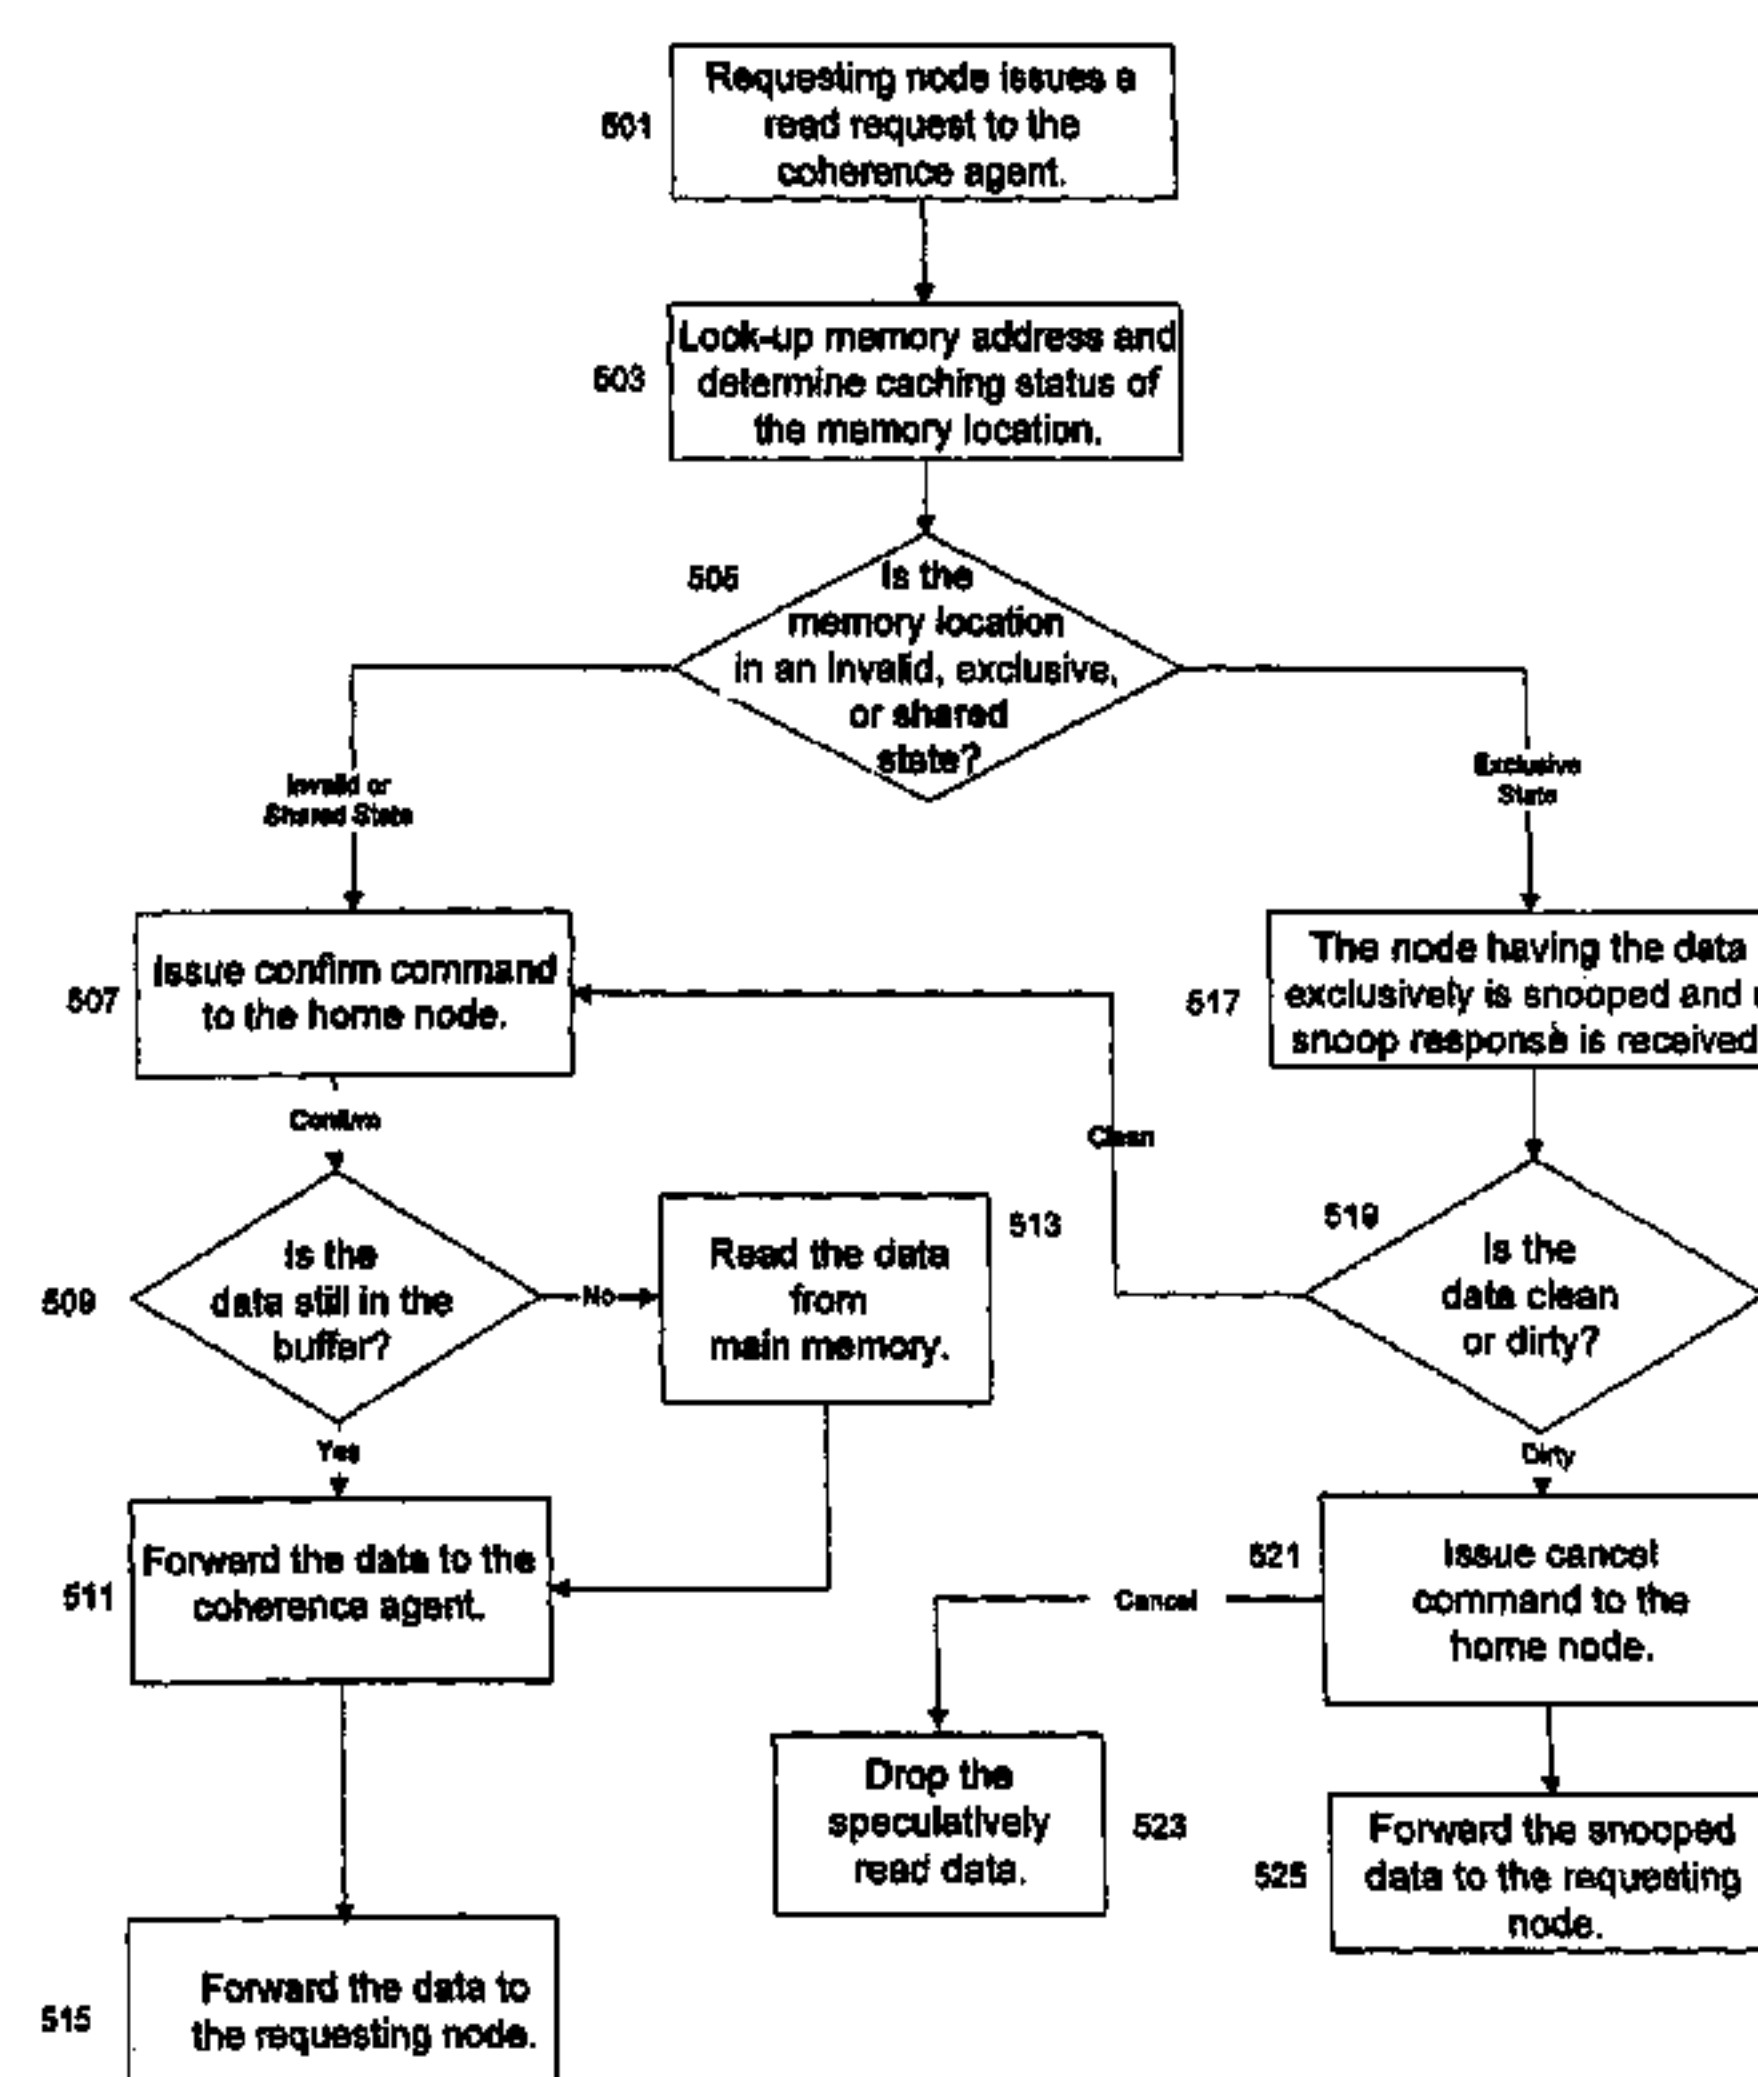 Requesting node issues a
read request to the
coherence agent.
501
Look-up memory address and
determine caching status of
the memory location.
503
505
Is the
memory location
in an invalid, exclusive,
or shared
state?
Invalid or
Shared State
Exclusive
State
Issue confirm command
to the home node.
507
The node having the data
exclusively is snooped and
snoop response is received
517
Confirm
Clean
509
Is the
data still in the
buffer?
No
Read the data
from
main memory.
513
519
Is the
data clean
or dirty?
Yes
Dirty
Forward the data to the
coherence agent.
511
Cancel
521
Issue cancel
command to the
home node.
Drop the
speculatively
read data.
523
525
Forward the snooped
data to the requesting
node.
515
Forward the data to
the requesting node.